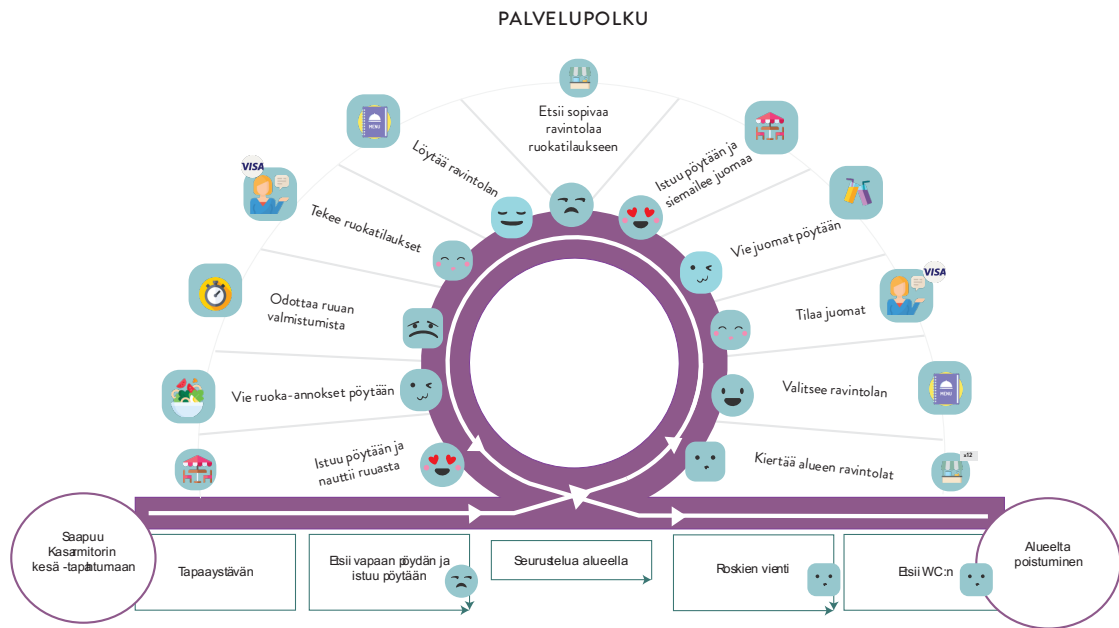 PALVELUPOLKU
Etsii sopivaa
ravintolaa
ruokatilaukseen
Istuu pöytään ja
siemailee juomaa
Löytää ravintolan
MENU
VISA
Tekee ruokatilaukset
Vie juomat pöytään
VISA
Odottaa ruuan
valmistumista
Tilaa juomat
Vie ruoka-annokset pöytään
Valitsee ravintolan
MENU
Istuu pöytään ja
nauttii ruuasta
Kiertää alueen ravintolat
x12
Saapuu
Kasarmitorin
kesä -tapahtumaan
Tapaaystävän
Etsii vapaan pöydän ja
istuu pöytään
Seurustelua alueella
Roskien vienti
Etsii WC:n
Alueelta
poistuminen